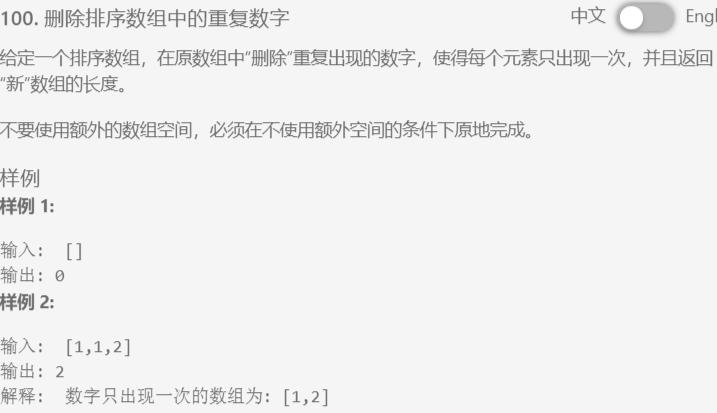 100. 删除排序数组中的重复数字 中文 Engl
给定一个排序数组，在原数组中“删除”重复出现的数字，使得每个元素只出现一次，并且返回
“新”数组的长度。
不要使用额外的数组空间，必须在不使用额外空间的条件下原地完成。
样例
样例 1:
输入: []
输出: 0
样例 2:
输入: [1,1,2]
输出: 2
解释: 数字只出现一次的数组为: [1,2]